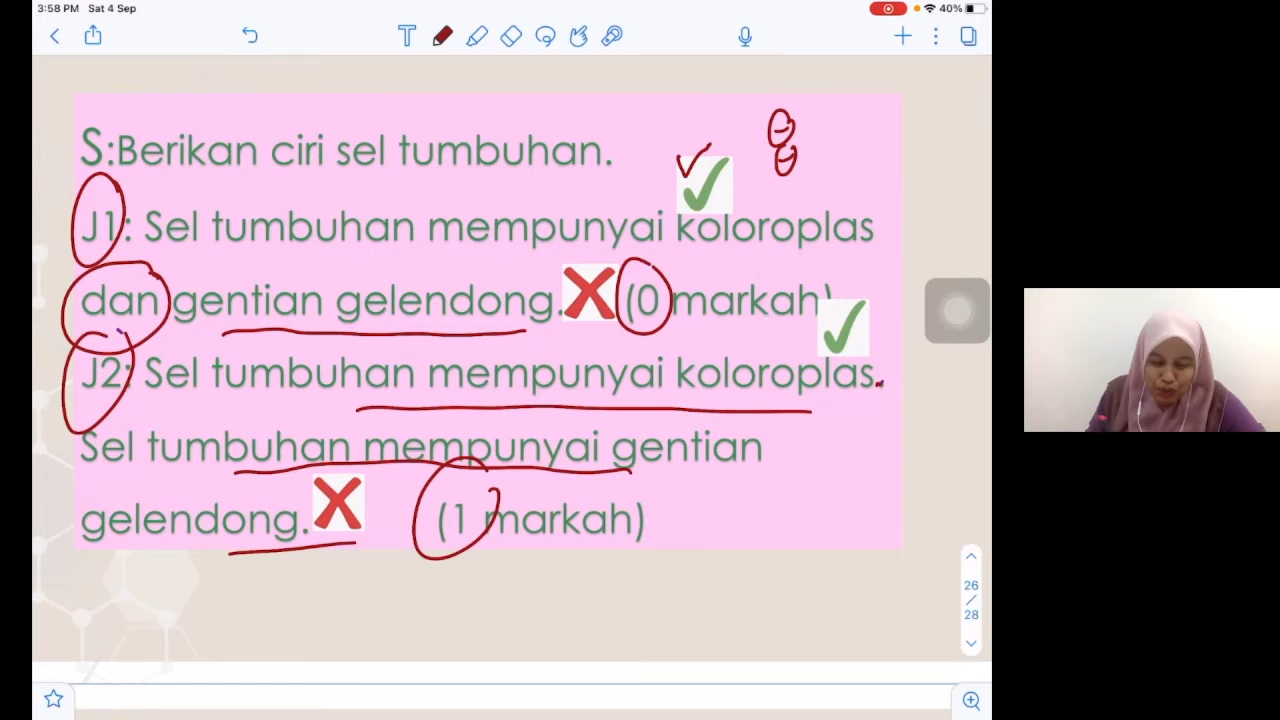 3:58 PM Sat 4 Sep
40%
S:Berikan ciri sel tumbuhan.
J1: Sel tumbuhan mempunyai koloroplas
dan gentian gelendong. (0 markah)
J2: Sel tumbuhan mempunyai koloroplas.
Sel tumbuhan mempunyai gentian
gelendong. (1 markah)
26
/
28